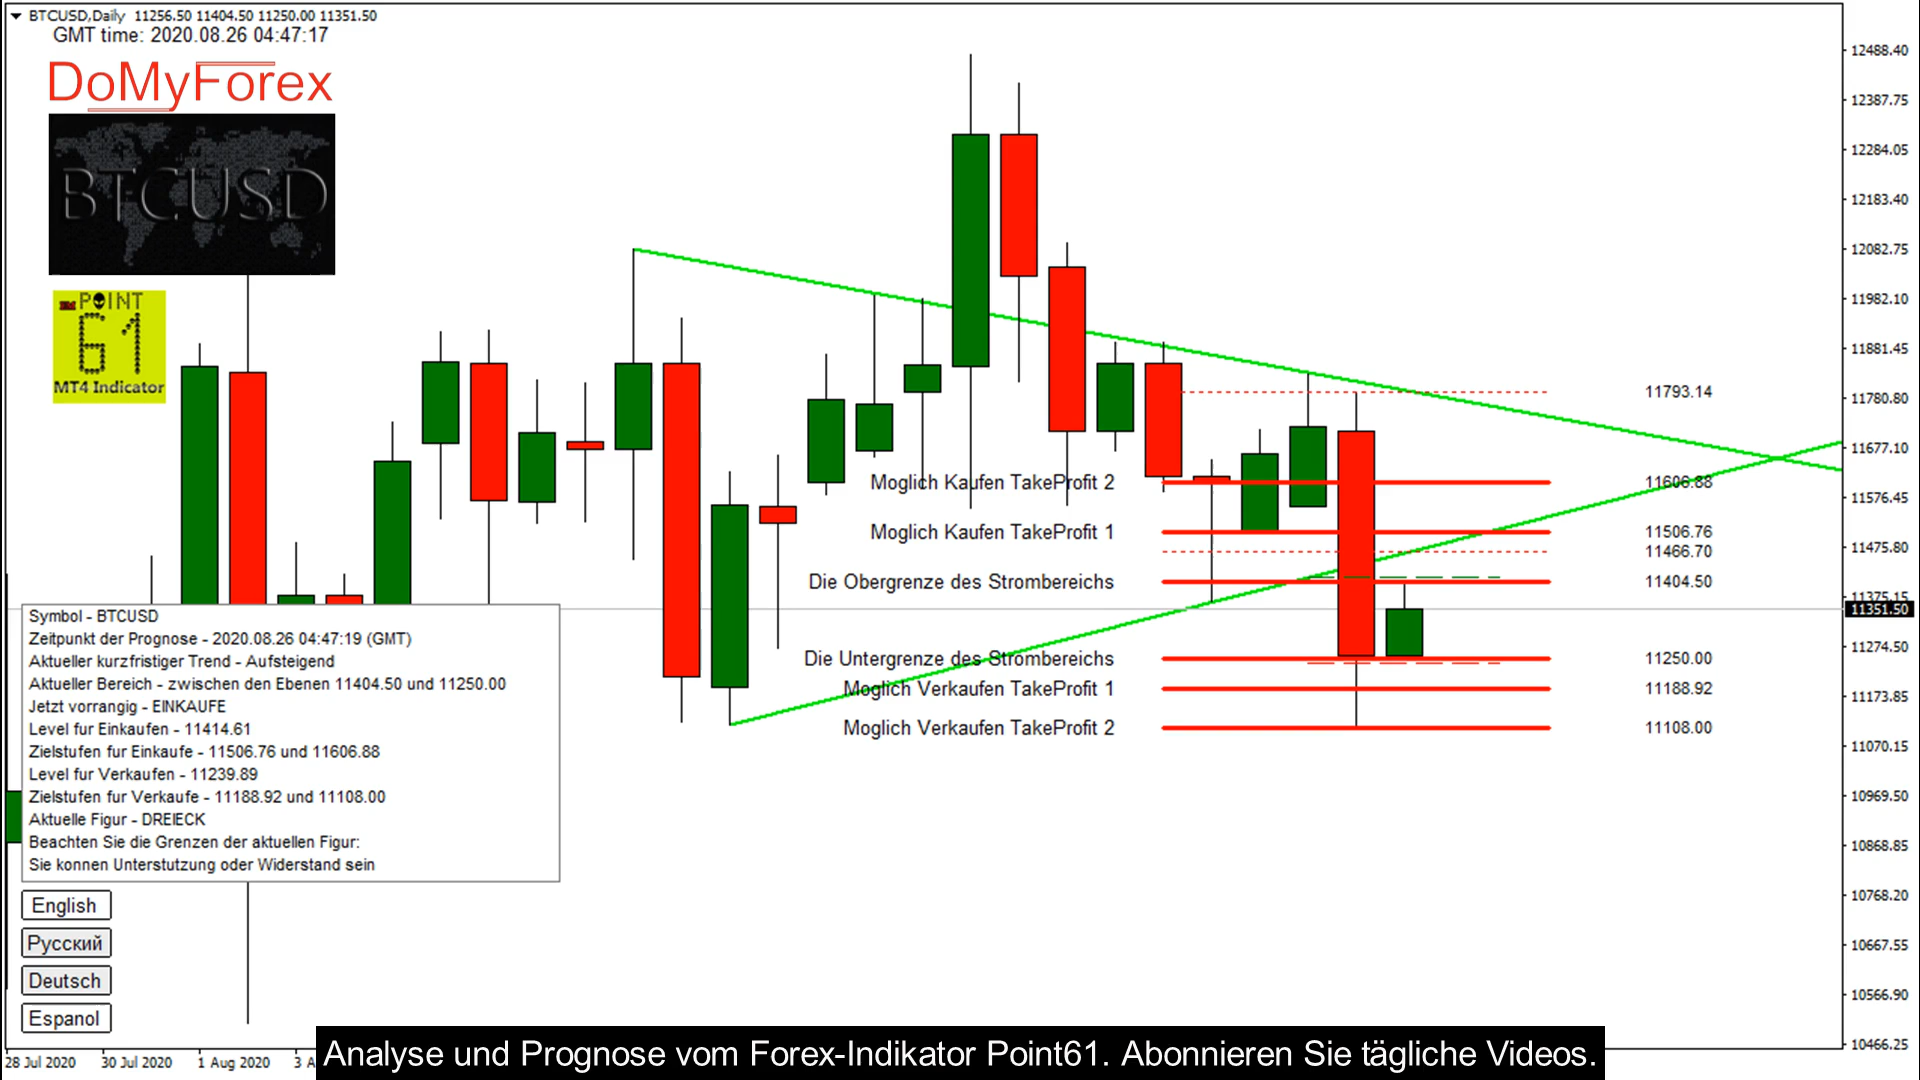 BTCUSD,Daily 11256.50 11404.50 11250.00 11351.50
GMT time: 2020.08.26 04:47:17
DoMyForex
BTCUSD
POINT
61
MT4 Indicator
Moglich Kaufen TakeProfit 2
Moglich Kaufen TakeProfit 1
Die Obergrenze des Strombereichs
Die Untergrenze des Strombereichs
Moglich Verkaufen TakeProfit 1
Moglich Verkaufen TakeProfit 2
11793.14
11606.88
11506.76
11466.70
11404.50
11250.00
11188.92
11108.00
12488.40
12387.75
12284.05
12183.40
12082.75
11982.10
11881.45
11780.80
11677.10
11576.45
11475.80
11375.15
11351.50
11274.50
11173.85
11070.15
10969.50
10868.85
10768.20
10667.55
10566.90
10466.25
Symbol - BTCUSD
Zeitpunkt der Prognose - 2020.08.26 04:47:19 (GMT)
Aktueller kurzfristiger Trend - Aufsteigend
Aktueller Bereich - zwischen den Ebenen 11404.50 und 11250.00
Jetzt vorrangig - EINKAUFE
Level fur Einkaufen - 11414.61
Zielstufen fur Einkaufe - 11506.76 und 11606.88
Level fur Verkaufen - 11239.89
Zielstufen fur Verkaufe - 11188.92 und 11108.00
Aktuelle Figur - DREIECK
Beachten Sie die Grenzen der aktuellen Figur:
Sie konnen Unterstutzung oder Widerstand sein
English
Русский
Deutsch
Espanol
28 Jul 2020 30 Jul 2020 1 Aug 2020 3 A
Analyse und Prognose vom Forex-Indikator Point61. Abonnieren Sie tägliche Videos.